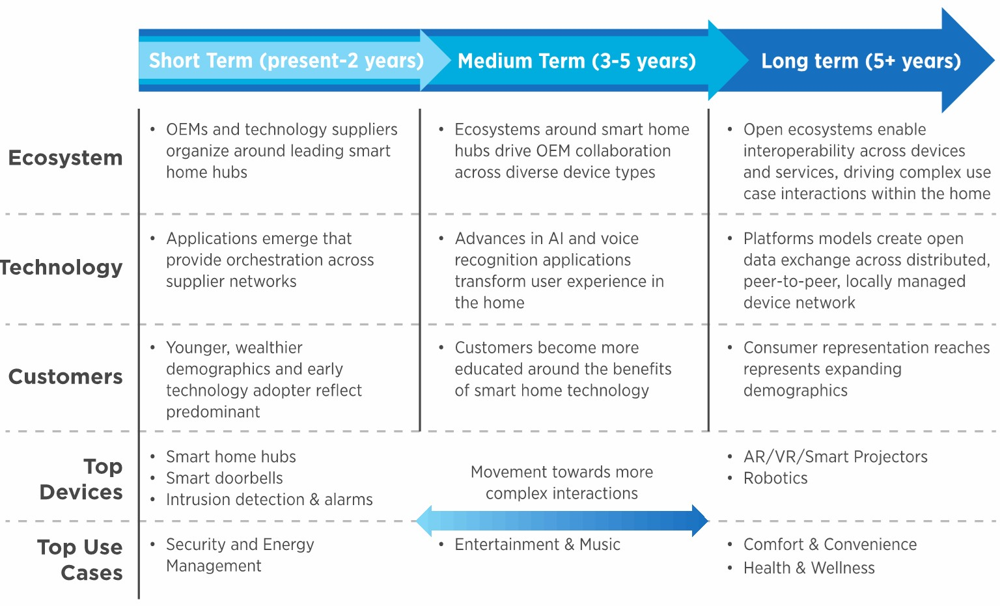 Short Term (present-2 years)
Medium Term (3-5 years)
Long term (5+ years)
Ecosystem
• OEMs and technology suppliers
organize around leading smart
home hubs
• Ecosystems around smart home
hubs drive OEM collaboration
across diverse device types
• Open ecosystems enable
interoperability across devices
and services, driving complex use
case interactions within the home
Technology
• Applications emerge that
provide orchestration across
supplier networks
• Advances in AI and voice
recognition applications
transform user experience in
the home
• Platforms models create open
data exchange across distributed,
peer-to-peer, locally managed
device network
Customers
• Younger, wealthier
demographics and early
technology adopter reflect
predominant
• Customers become more
educated around the benefits
of smart home technology
• Consumer representation reaches
represents expanding
demographics
Top
Devices
• Smart home hubs
• Smart doorbells
• Intrusion detection & alarms
Movement towards more
complex interactions
• AR/VR/Smart Projectors
• Robotics
Top Use
Cases
• Security and Energy
Management
• Entertainment & Music
• Comfort & Convenience
• Health & Wellness